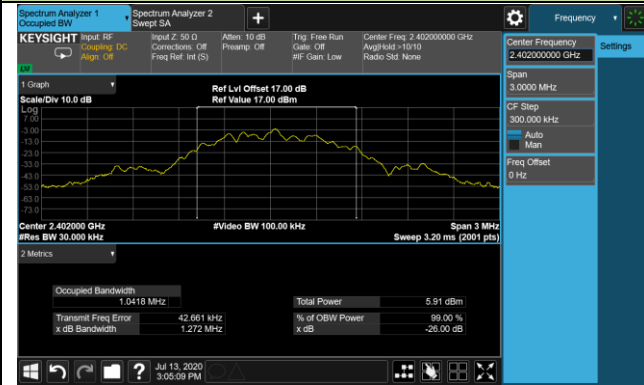 Spectrum Analyzer 1
Occupied BW
Spectrum Analyzer 2
Swept SA
+
Frequency
KEYSIGHT
Input: RF
Coupling: DC
Align: Off
Input Z: 50 Ω
Corrections: Off
Freq Ref: Int (S)
Atten: 10 dB
Preamp: Off
Trig: Free Run
Gate: Off
#IF Gain: Low
Center Freq: 2.402000000 GHz
Avg|Hold:>10/10
Radio Std: None
Center Frequency
2.402000000 GHz
Settings
Span
3.0000 MHz
CF Step
300.000 kHz
Auto
Man
Freq Offset
0 Hz
1 Graph
Scale/Div 10.0 dB
Ref Lvl Offset 17.00 dB
Ref Value 17.00 dBm
Log
7.00
-3.00
-13.0
-23.0
-33.0
-43.0
-53.0
-63.0
-73.0
Center 2.402000 GHz
#Video BW 100.00 kHz
Span 3 MHz
#Res BW 30.000 kHz
Sweep 3.20 ms (2001 pts)
2 Metrics
Occupied Bandwidth
1.0418 MHz
Total Power 5.91 dBm
Transmit Freq Error 42.661 kHz
% of OBW Power 99.00 %
x dB Bandwidth 1.272 MHz
x dB -26.00 dB
?
Jul 13, 2020
3:05:09 PM